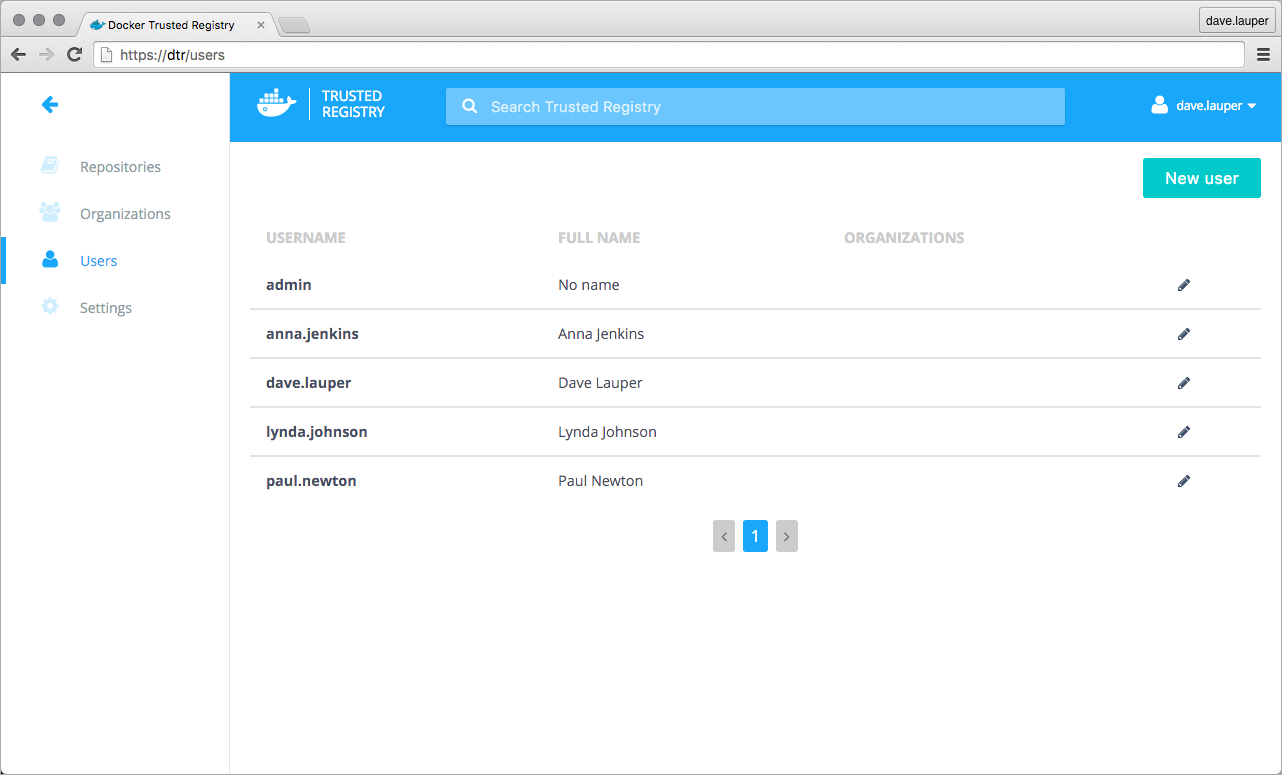 Docker Trusted Registry
dave.lauper
https://dtr/users
TRUSTED
REGISTRY
Search Trusted Registry
dave.lauper
Repositories
Organizations
Users
Settings
New user
USERNAME FULL NAME ORGANIZATIONS
admin No name
anna.jenkins Anna Jenkins
dave.lauper Dave Lauper
lynda.johnson Lynda Johnson
paul.newton Paul Newton
< 1 >